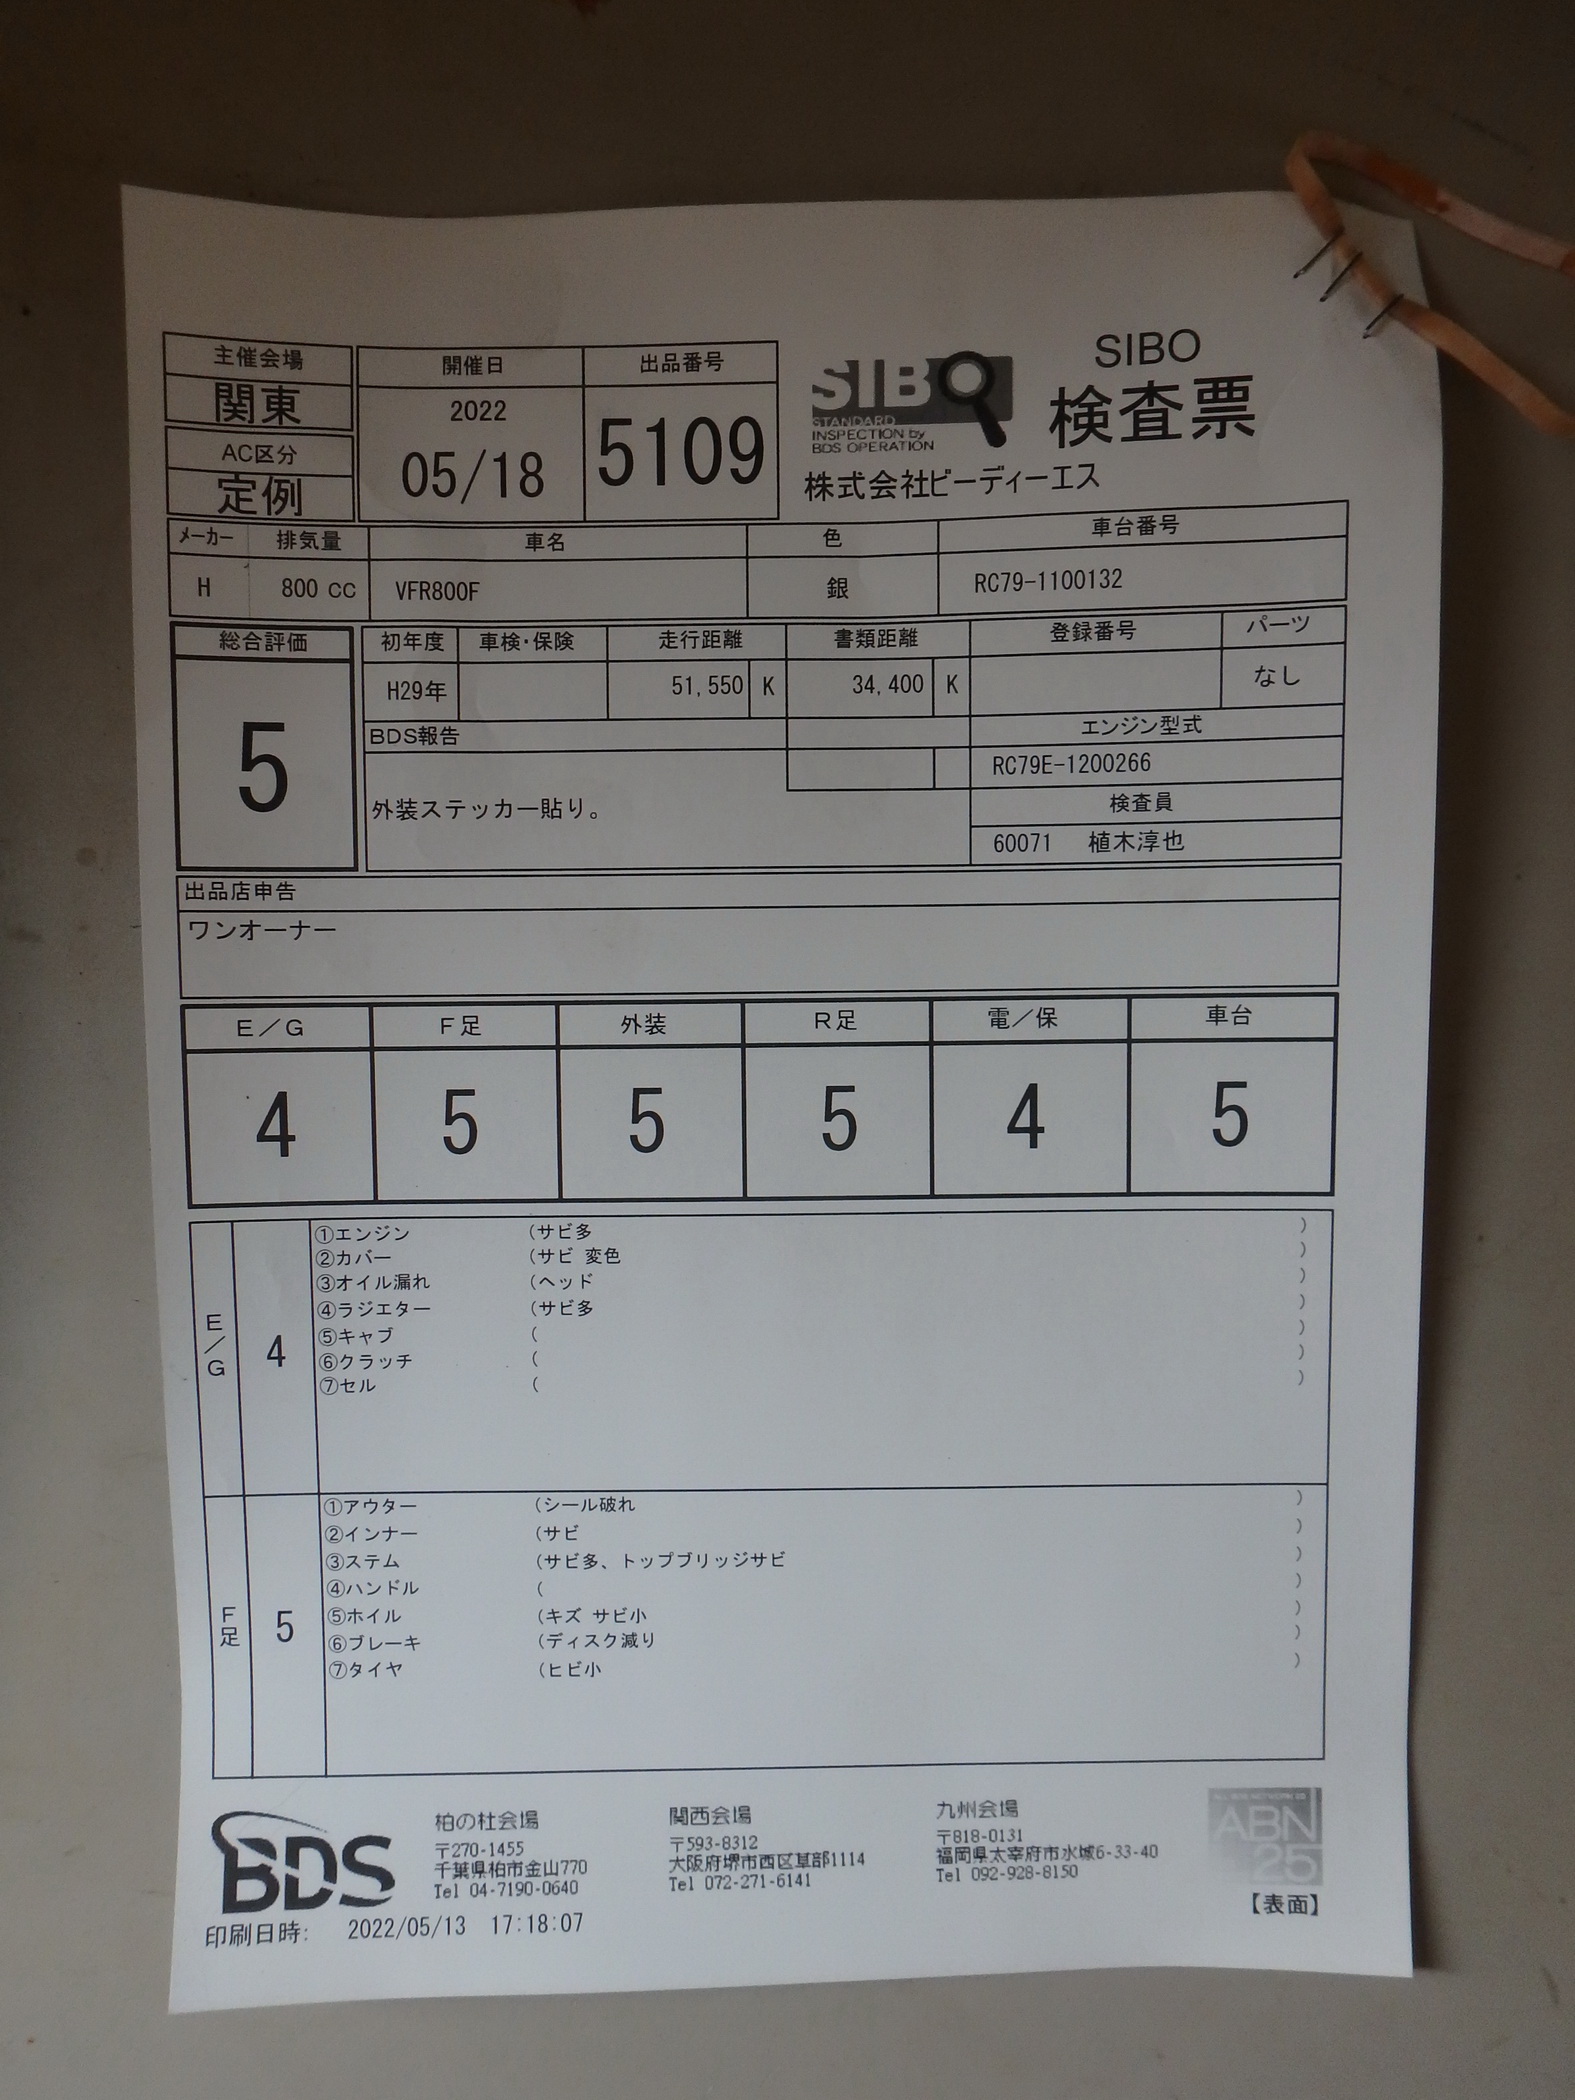 主催会場
関東
AC区分
定例
開催日
2022
05/18
出品番号
5109
SIBO
STANDARD
INSPECTION by
BDS OPERATION
SIBO
検査票
株式会社ビーディーエス
メーカー 排気量 車名 色 車台番号
H 800 cc VFR800F 銀 RC79-1100132
総合評価 初年度 車検・保険 走行距離 書類距離 登録番号 パーツ
5
H29年 51,550 K 34,400 K なし
BDS報告
外装ステッカー貼り。
エンジン型式
RC79E-1200266
検査員
60071 植木淳也
出品店申告
ワンオーナー
E/G F足 外装 R足 電/保 車台
4 5 5 5 4 5
E/G
4
①エンジン (サビ多 )
②カバー (サビ 変色 )
③オイル漏れ (ヘッド )
④ラジエター (サビ多 )
⑤キャブ ( )
⑥クラッチ ( )
⑦セル ( )
F足
5
①アウター (シール破れ )
②インナー (サビ )
③ステム (サビ多、トップブリッジサビ )
④ハンドル ( )
⑤ホイル (キズ サビ小 )
⑥ブレーキ (ディスク減り )
⑦タイヤ (ヒビ小 )
BDS
柏の杜会場
〒270-1455
千葉県柏市金山770
Tel 04-7190-0640
関西会場
〒593-8312
大阪府堺市西区草部1114
Tel 072-271-6141
九州会場
〒818-0131
福岡県太宰府市水城6-33-40
Tel 092-928-8150
ABN
25
【表面】
印刷日時: 2022/05/13 17:18:07